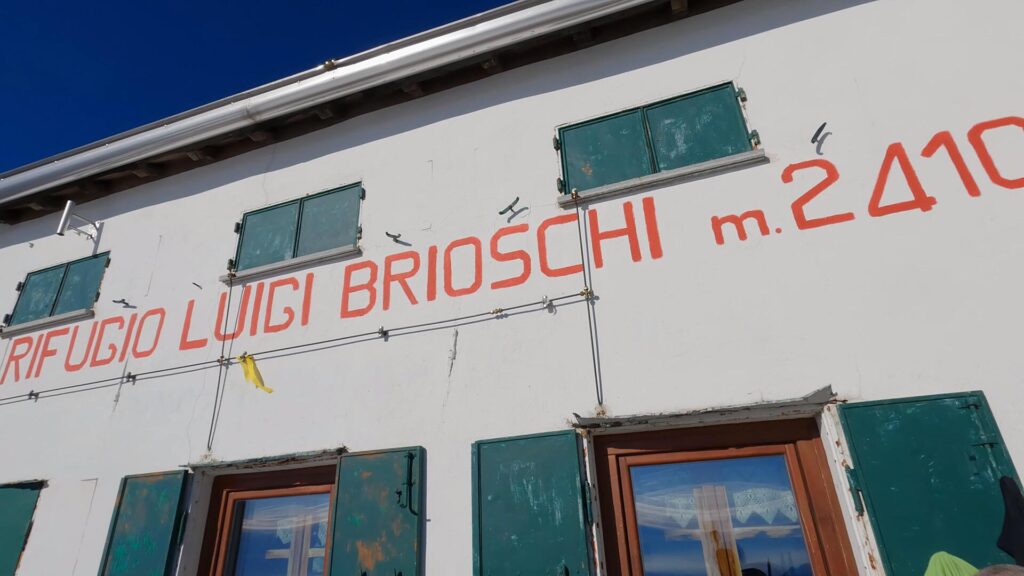 RIFUGIO LUIGI BRIOSCHI m. 2410